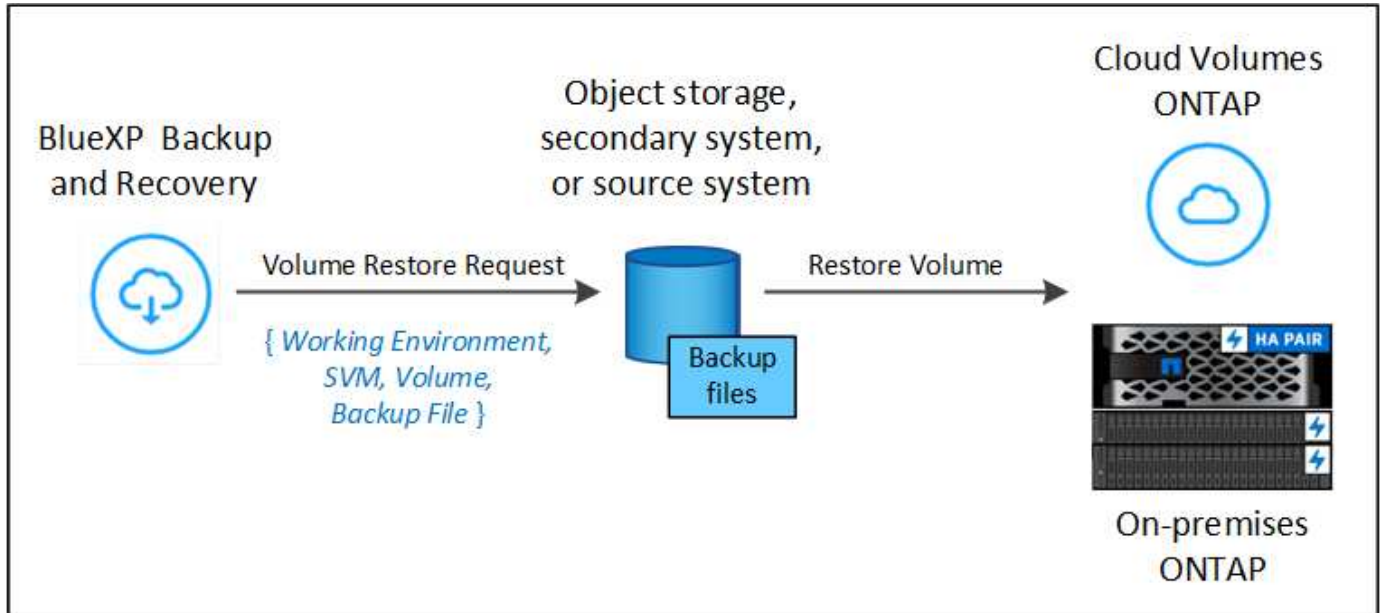 BlueXP Backup
and Recovery
Volume Restore Request
{ Working Environment,
SVM, Volume,
Backup File }
Object storage,
secondary system,
or source system
Backup
files
Restore Volume
Cloud Volumes
ONTAP
HA PAIR
On-premises
ONTAP